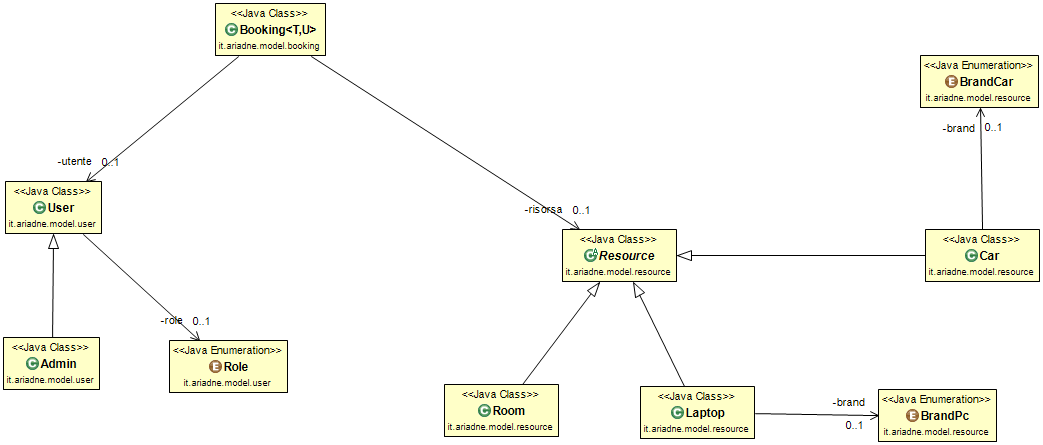 <<Java Class>>
Booking<T,U>
it.ariadne.model.booking
<<Java Enumeration>>
BrandCar
it.ariadne.model.resource
-brand 0..1
-utente 0..1
<<Java Class>>
User
it.ariadne.model.user
-risorsa 0..1
<<Java Class>>
Resource
it.ariadne.model.resource
<<Java Class>>
Car
it.ariadne.model.resource
-role 0..1
<<Java Class>>
Admin
it.ariadne.model.user
<<Java Enumeration>>
Role
it.ariadne.model.user
<<Java Class>>
Room
it.ariadne.model.resource
<<Java Class>>
Laptop
it.ariadne.model.resource
-brand
0..1
<<Java Enumeration>>
BrandPc
it.ariadne.model.resource